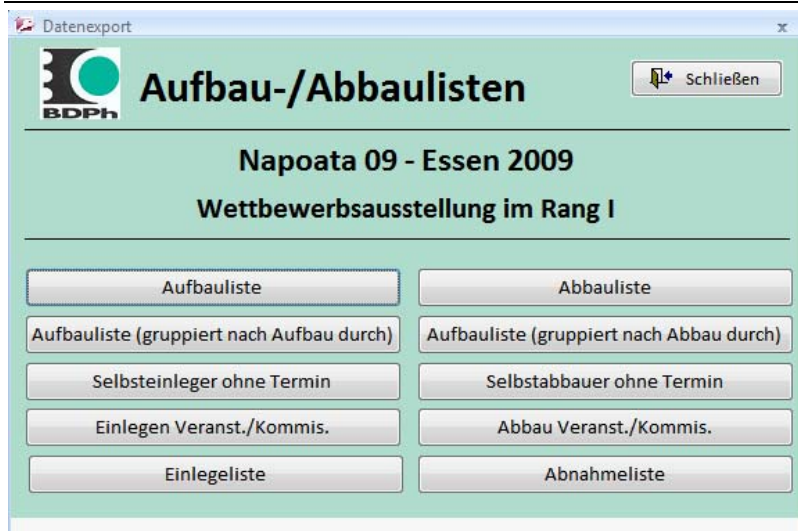 Datenexport
x
BDPh
Aufbau-/Abbaulisten
Schließen
Napoata 09 - Essen 2009
Wettbewerbsausstellung im Rang I
Aufbauliste
Abbauliste
Aufbauliste (gruppiert nach Aufbau durch)
Aufbauliste (gruppiert nach Abbau durch)
Selbsteinleger ohne Termin
Selbstabbauer ohne Termin
Einlegen Veranst./Kommis.
Abbau Veranst./Kommis.
Einlegeliste
Abnahmeliste